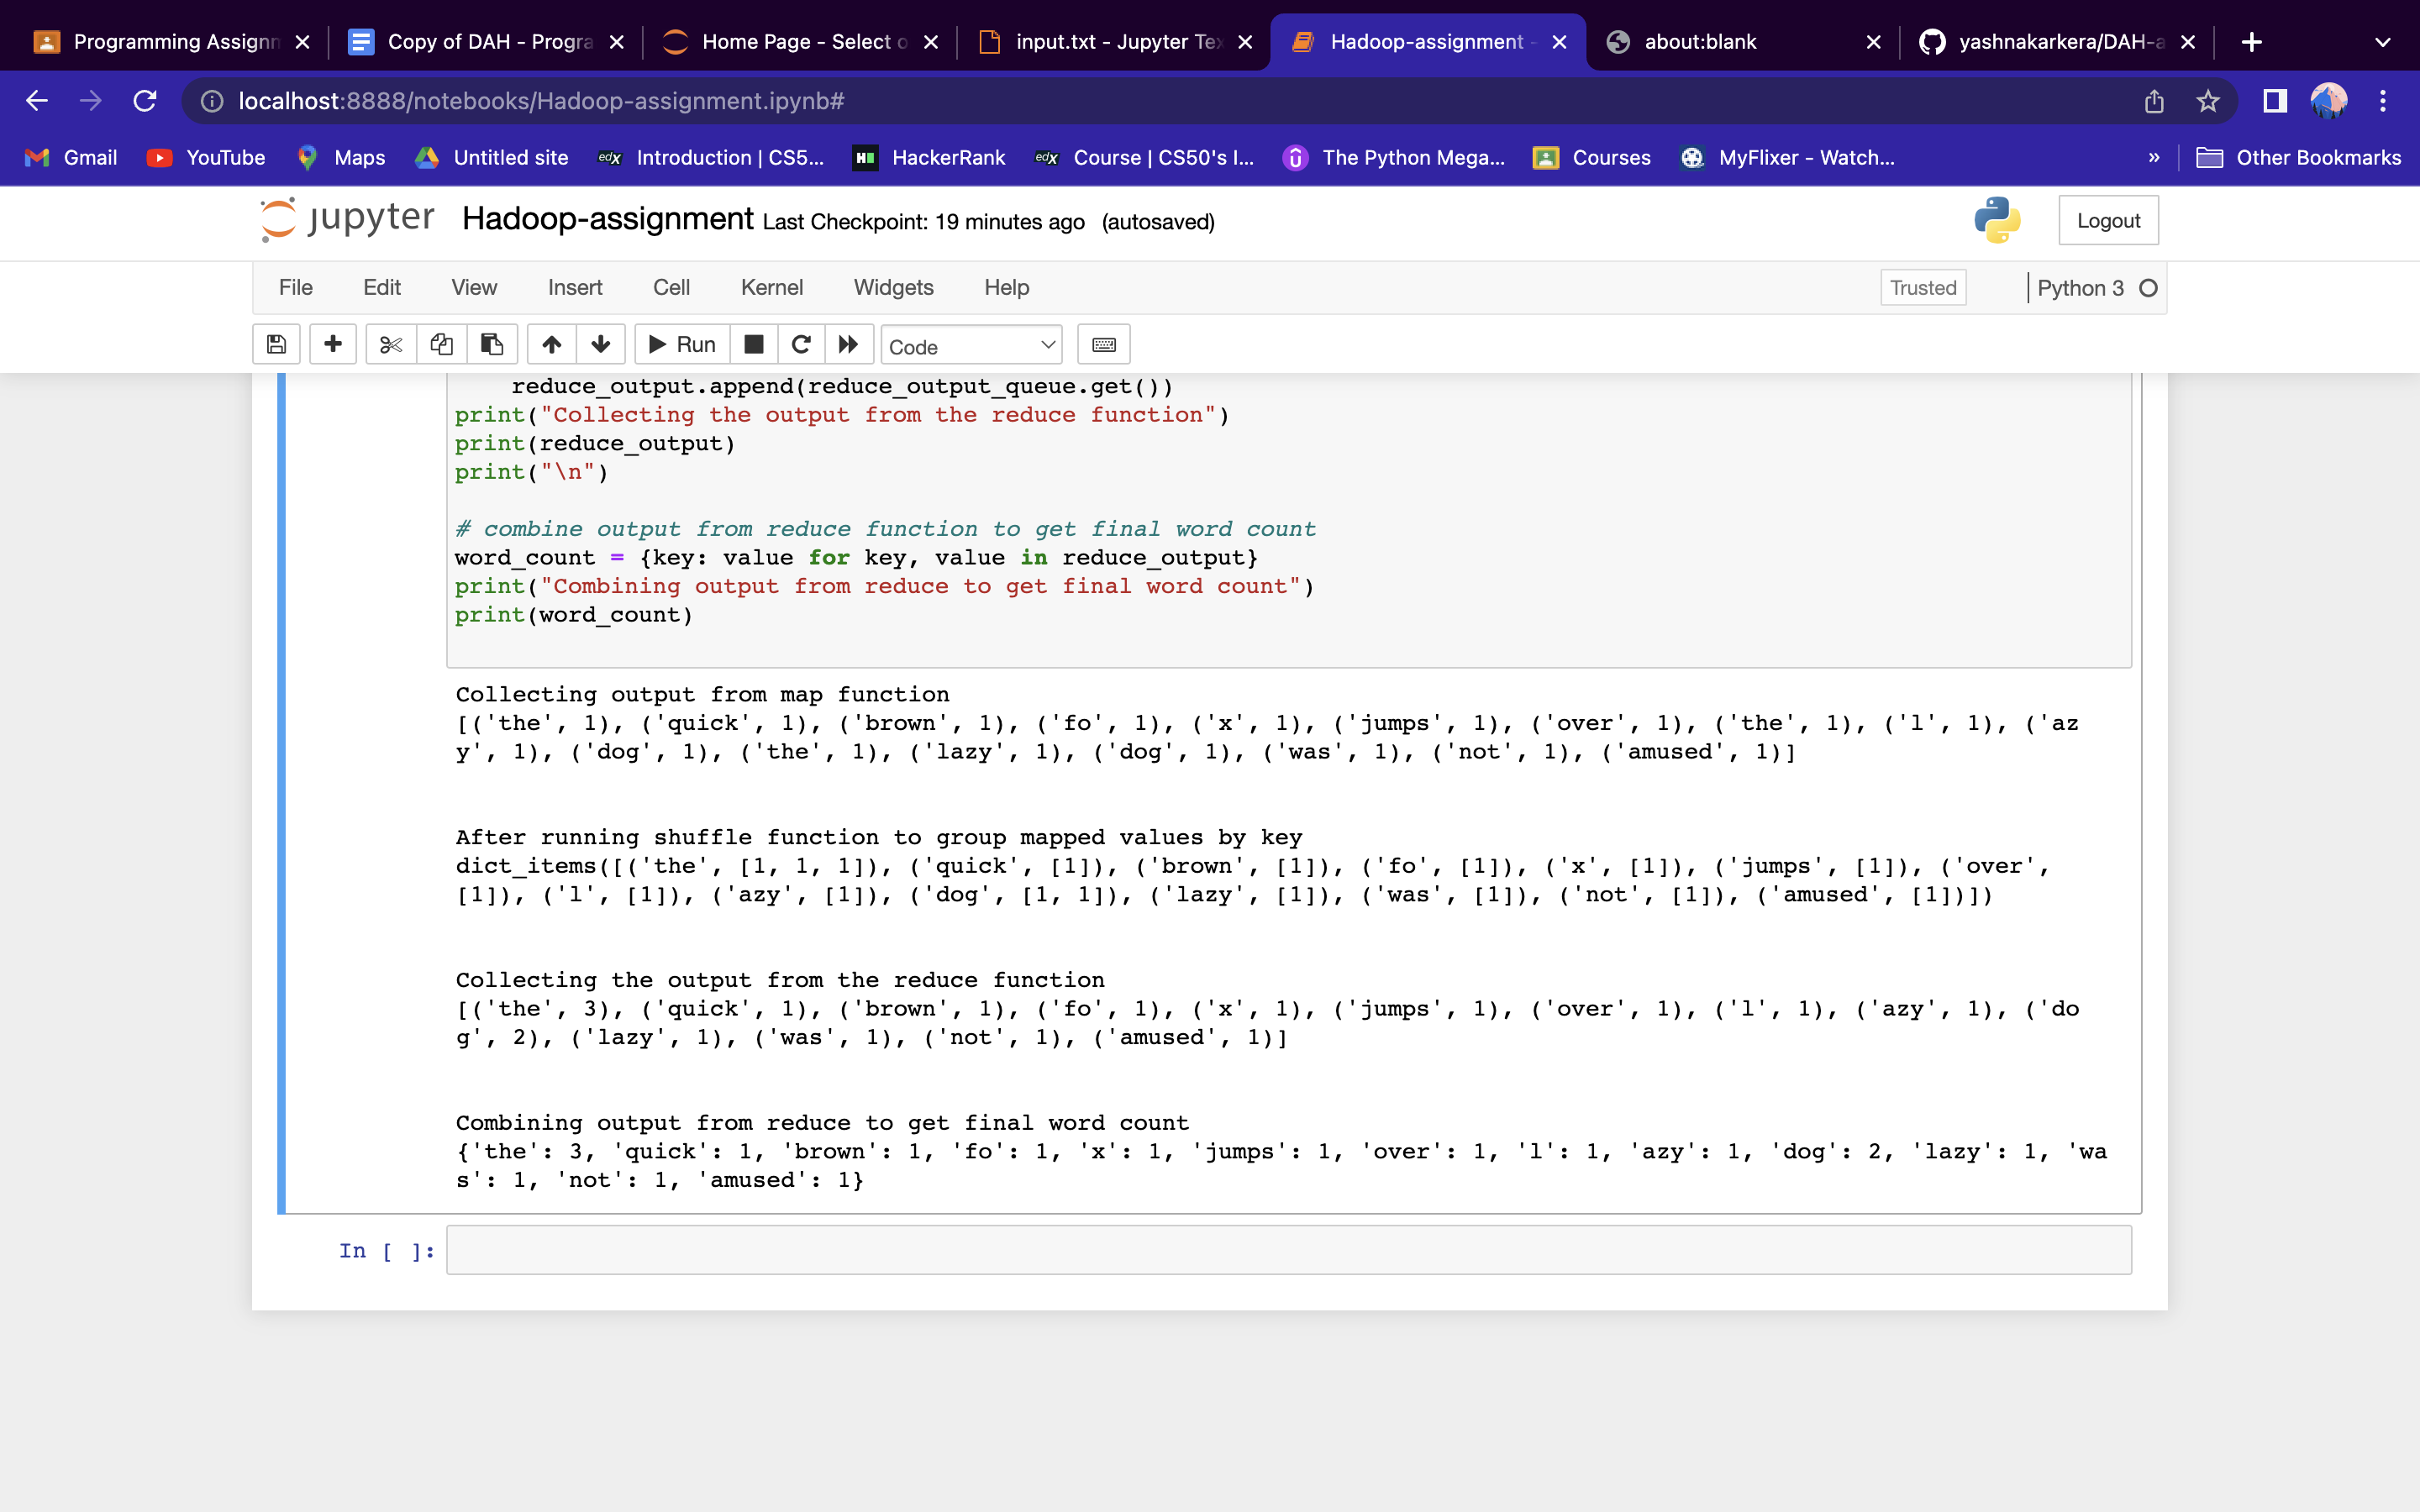 Programming Assignn
Copy of DAH - Progra
Home Page - Select o
input.txt - Jupyter Tex
Hadoop-assignment -
about:blank
yashnakarkera/DAH-a
localhost:8888/notebooks/Hadoop-assignment.ipynb#
Gmail
YouTube
Maps
Untitled site
edX
Introduction | CS5...
HackerRank
edX
Course | CS50's I...
The Python Mega...
Courses
MyFlixer - Watch...
»
Other Bookmarks
jupyter
Hadoop-assignment Last Checkpoint: 19 minutes ago (autosaved)
Logout
File Edit View Insert Cell Kernel Widgets Help
Trusted
Python 3
Run
Code
reduce_output.append(reduce_output_queue.get())
print("Collecting the output from the reduce function")
print(reduce_output)
print("\n")
# combine output from reduce function to get final word count
word_count = {key: value for key, value in reduce_output}
print("Combining output from reduce to get final word count")
print(word_count)
Collecting output from map function
[('the', 1), ('quick', 1), ('brown', 1), ('fo', 1), ('x', 1), ('jumps', 1), ('over', 1), ('the', 1), ('l', 1), ('az
y', 1), ('dog', 1), ('the', 1), ('lazy', 1), ('dog', 1), ('was', 1), ('not', 1), ('amused', 1)]
After running shuffle function to group mapped values by key
dict_items([('the', [1, 1, 1]), ('quick', [1]), ('brown', [1]), ('fo', [1]), ('x', [1]), ('jumps', [1]), ('over',
[1]), ('l', [1]), ('azy', [1]), ('dog', [1, 1]), ('lazy', [1]), ('was', [1]), ('not', [1]), ('amused', [1])])
Collecting the output from the reduce function
[('the', 3), ('quick', 1), ('brown', 1), ('fo', 1), ('x', 1), ('jumps', 1), ('over', 1), ('l', 1), ('azy', 1), ('do
g', 2), ('lazy', 1), ('was', 1), ('not', 1), ('amused', 1)]
Combining output from reduce to get final word count
{'the': 3, 'quick': 1, 'brown': 1, 'fo': 1, 'x': 1, 'jumps': 1, 'over': 1, 'l': 1, 'azy': 1, 'dog': 2, 'lazy': 1, 'wa
s': 1, 'not': 1, 'amused': 1}
In [ ]: